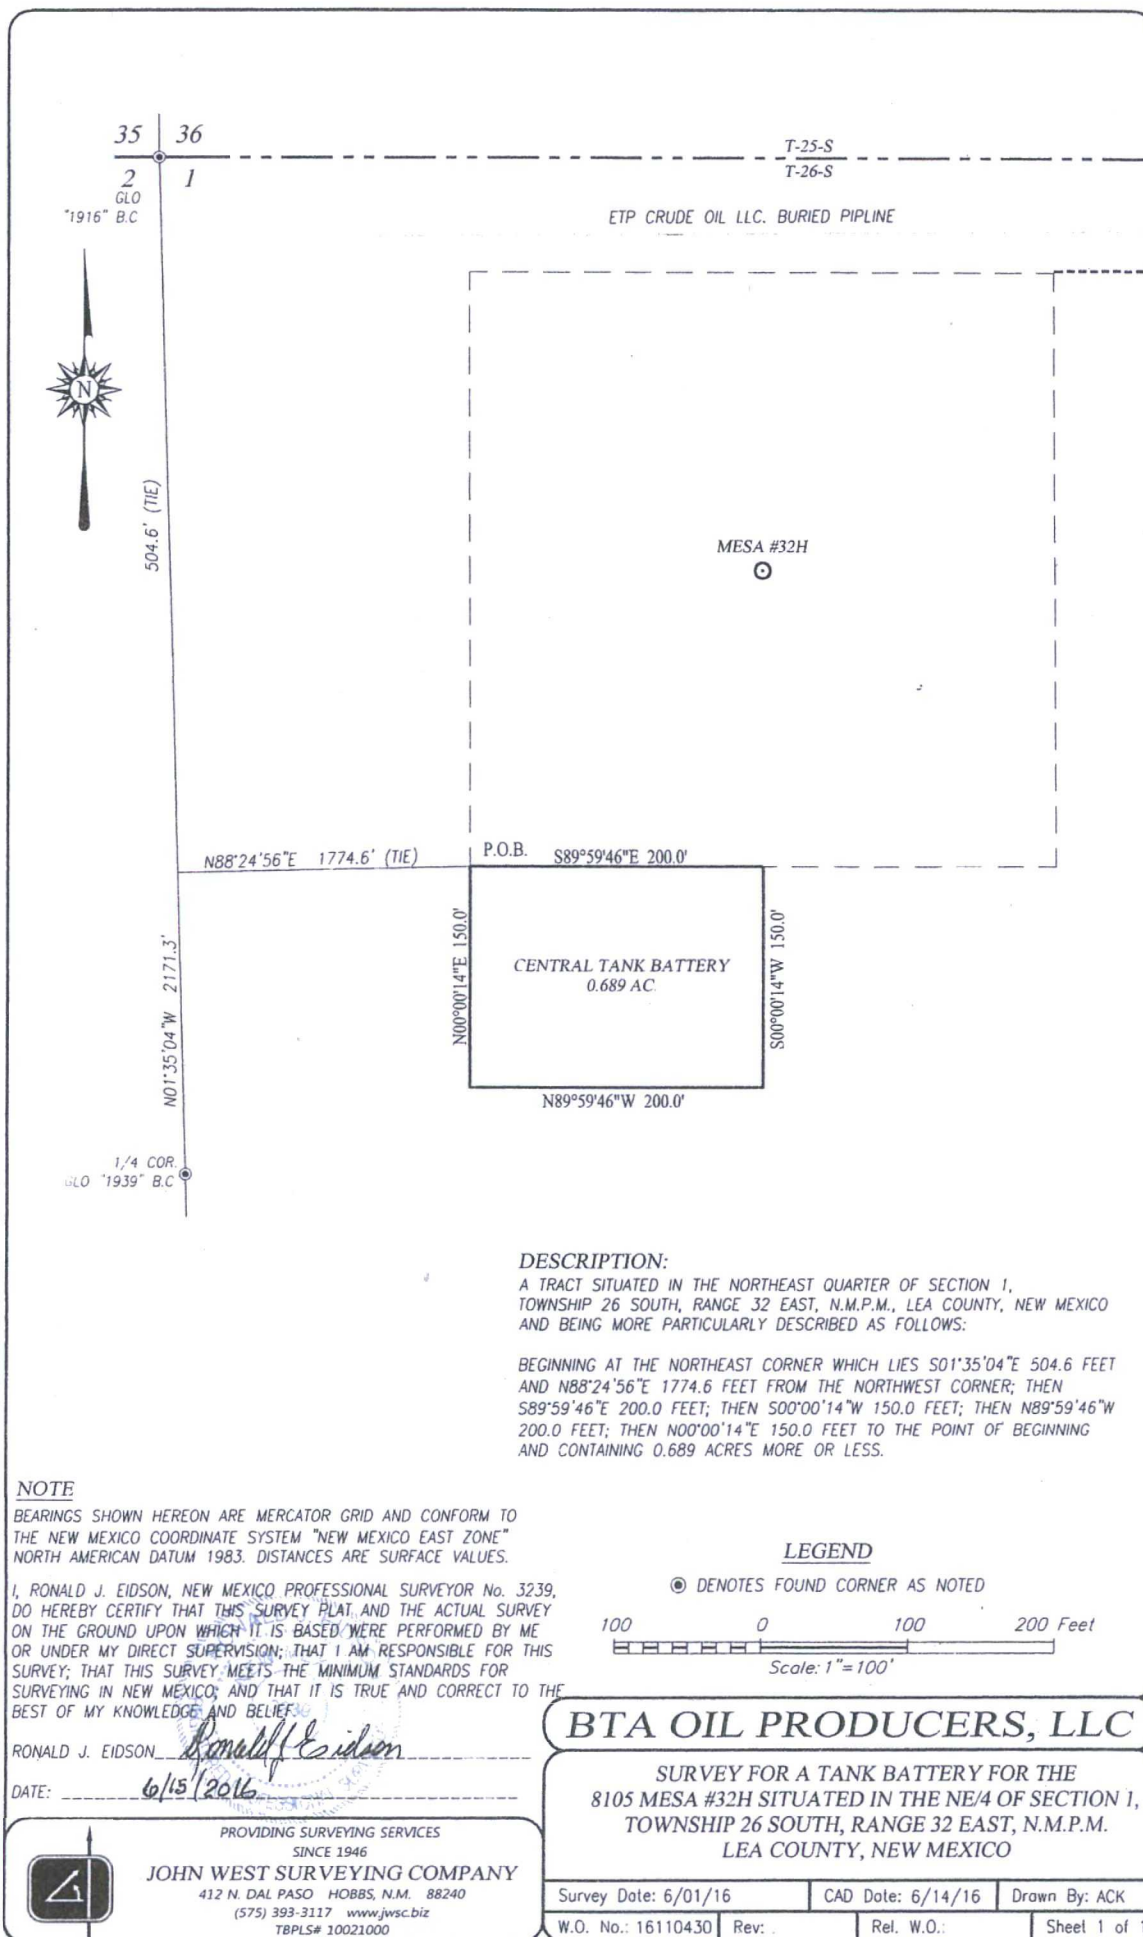 35 36
T-25-S
T-26-S
2 1
GLO
"1916" B.C
ETP CRUDE OIL LLC. BURIED PIPLINE
N
504.6' (TIE)
MESA #32H
N88°24'56"E 1774.6' (TIE)
P.O.B.
S89°59'46"E 200.0'
N00°00'14"E 150.0'
CENTRAL TANK BATTERY
0.689 AC.
S00°00'14"W 150.0'
N89°59'46"W 200.0'
N01°35'04"W 2171.3'
1/4 COR.
GLO "1939" B.C
DESCRIPTION:
A TRACT SITUATED IN THE NORTHEAST QUARTER OF SECTION 1,
TOWNSHIP 26 SOUTH, RANGE 32 EAST, N.M.P.M., LEA COUNTY, NEW MEXICO
AND BEING MORE PARTICULARLY DESCRIBED AS FOLLOWS:
BEGINNING AT THE NORTHEAST CORNER WHICH LIES S01°35'04"E 504.6 FEET
AND N88°24'56"E 1774.6 FEET FROM THE NORTHWEST CORNER; THEN
S89°59'46"E 200.0 FEET; THEN S00°00'14"W 150.0 FEET; THEN N89°59'46"W
200.0 FEET; THEN N00°00'14"E 150.0 FEET TO THE POINT OF BEGINNING
AND CONTAINING 0.689 ACRES MORE OR LESS.
NOTE
BEARINGS SHOWN HEREON ARE MERCATOR GRID AND CONFORM TO
THE NEW MEXICO COORDINATE SYSTEM "NEW MEXICO EAST ZONE"
NORTH AMERICAN DATUM 1983. DISTANCES ARE SURFACE VALUES.
I, RONALD J. EIDSON, NEW MEXICO PROFESSIONAL SURVEYOR No. 3239,
DO HEREBY CERTIFY THAT THIS SURVEY PLAT AND THE ACTUAL SURVEY
ON THE GROUND UPON WHICH IT IS BASED WERE PERFORMED BY ME
OR UNDER MY DIRECT SUPERVISION; THAT I AM RESPONSIBLE FOR THIS
SURVEY; THAT THIS SURVEY MEETS THE MINIMUM STANDARDS FOR
SURVEYING IN NEW MEXICO, AND THAT IT IS TRUE AND CORRECT TO THE
BEST OF MY KNOWLEDGE AND BELIEF.
RONALD J. EIDSON Ronald J Eidson
DATE: 6/15/2016
LEGEND
DENOTES FOUND CORNER AS NOTED
100 0 100 200 Feet
Scale: 1"=100'
PROVIDING SURVEYING SERVICES
SINCE 1946
JOHN WEST SURVEYING COMPANY
412 N. DAL PASO HOBBS, N.M. 88240
(575) 393-3117 www.jwsc.biz
TBPLS# 10021000
BTA OIL PRODUCERS, LLC
SURVEY FOR A TANK BATTERY FOR THE
8105 MESA #32H SITUATED IN THE NE/4 OF SECTION 1,
TOWNSHIP 26 SOUTH, RANGE 32 EAST, N.M.P.M.
LEA COUNTY, NEW MEXICO
Survey Date: 6/01/16 CAD Date: 6/14/16 Drawn By: ACK
W.O. No.: 16110430 Rev: . Rel. W.O.: Sheet 1 of 1